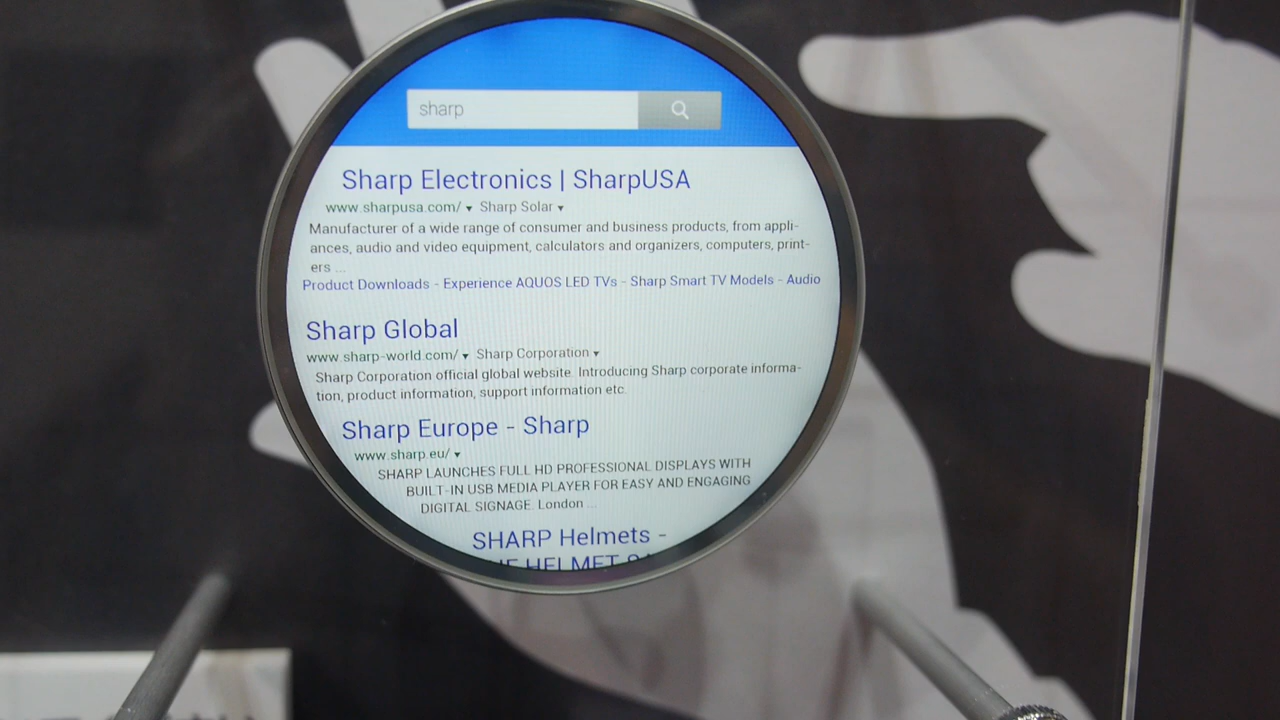 sharp
Sharp Electronics | SharpUSA
www.sharpusa.com/ ▾ Sharp Solar ▾
Manufacturer of a wide range of consumer and business products, from appli-
ances, audio and video equipment, calculators and organizers, computers, print-
ers ...
Product Downloads - Experience AQUOS LED TVs - Sharp Smart TV Models - Audio
Sharp Global
www.sharp-world.com/ ▾ Sharp Corporation ▾
Sharp Corporation official global website. Introducing Sharp corporate informa-
tion, product information, support information etc.
Sharp Europe - Sharp
www.sharp.eu/ ▾
SHARP LAUNCHES FULL HD PROFESSIONAL DISPLAYS WITH
BUILT-IN USB MEDIA PLAYER FOR EASY AND ENGAGING
DIGITAL SIGNAGE. London ...
SHARP Helmets -
HELMET